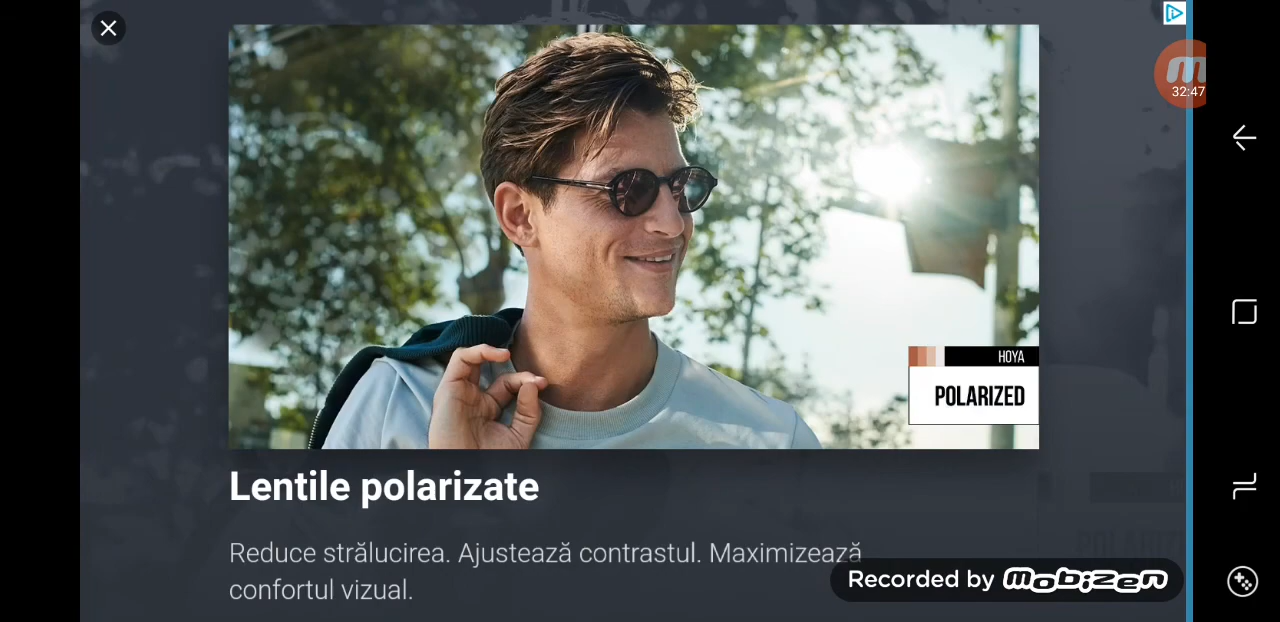 32:47
HOYA
POLARIZED
Lentile polarizate
Reduce strălucirea. Ajustează contrastul. Maximizează
confortul vizual.
Recorded by mobizen